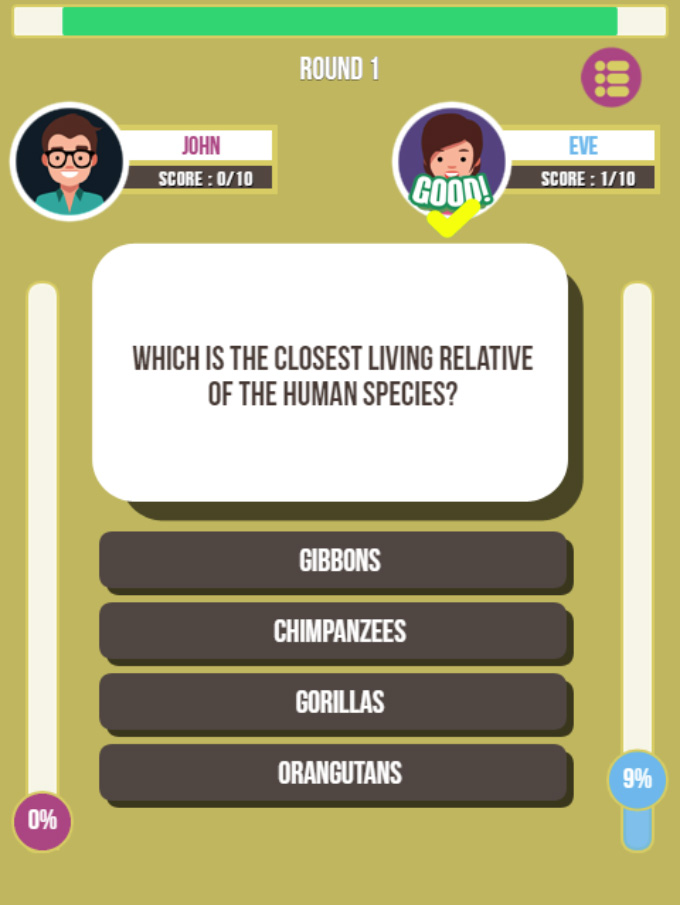 ROUND 1
JOHN
SCORE : 0/10
EVE
SCORE : 1/10
GOOD!
WHICH IS THE CLOSEST LIVING RELATIVE
OF THE HUMAN SPECIES?
GIBBONS
CHIMPANZEES
GORILLAS
ORANGUTANS
0%
9%